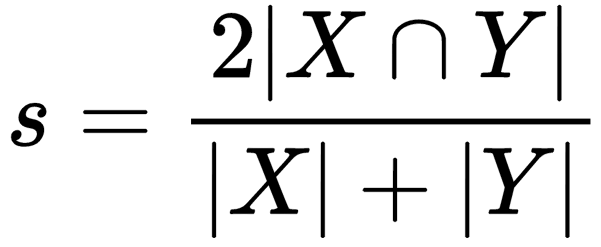 s = 2|X ∩ Y| / |X| + |Y|